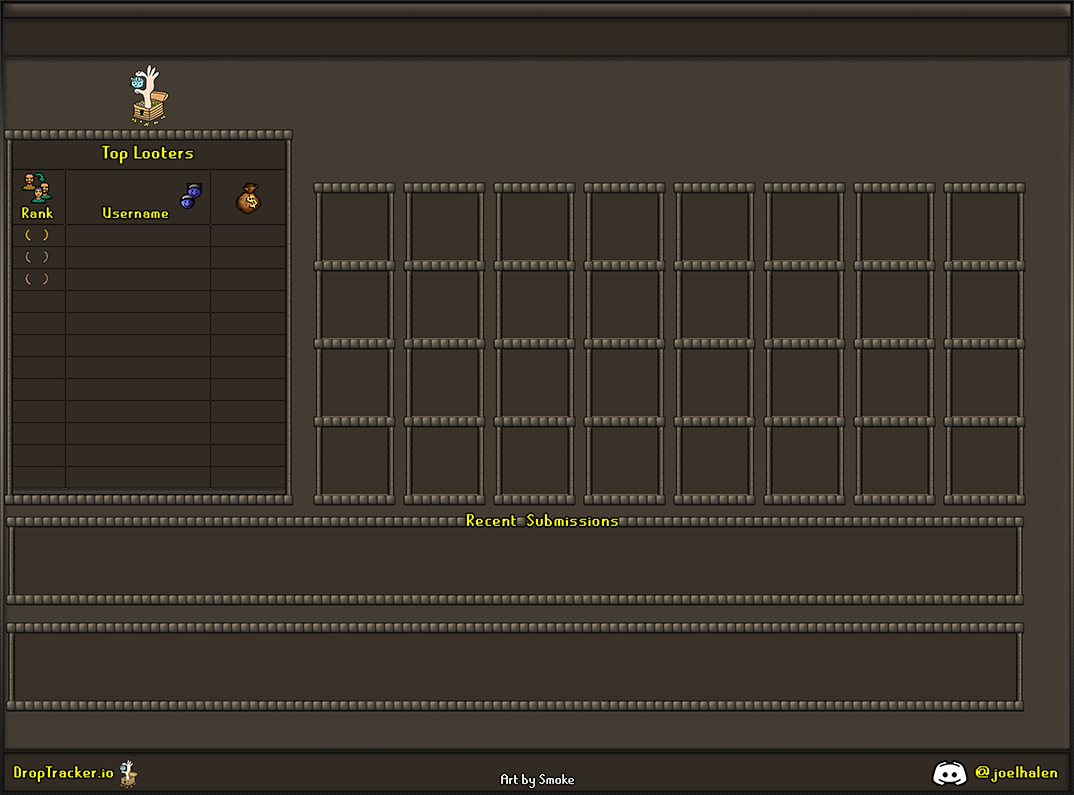 Top Looters
Rank
Username
$
( )
( )
( )
Recent Submissions
DropTracker.io
Art by Smoke
@joelhalen